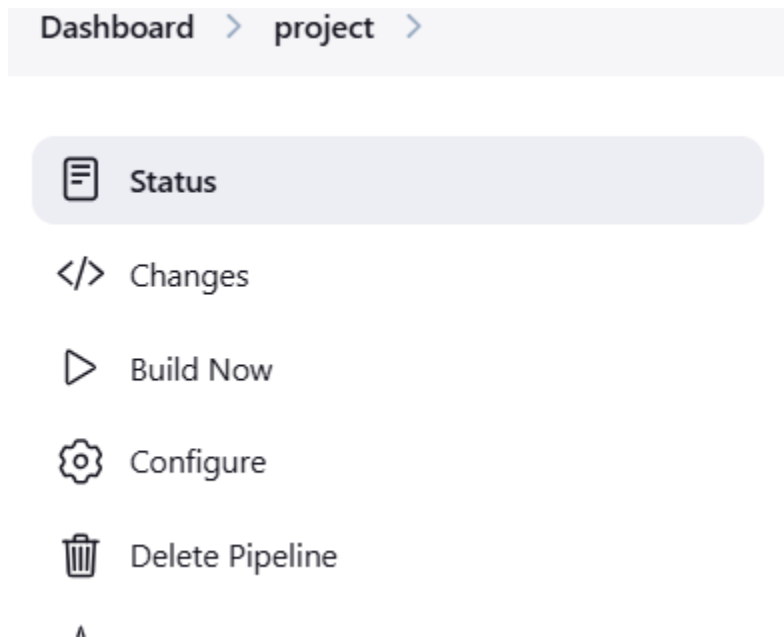 Dashboard > project >
Status
Changes
Build Now
Configure
Delete Pipeline